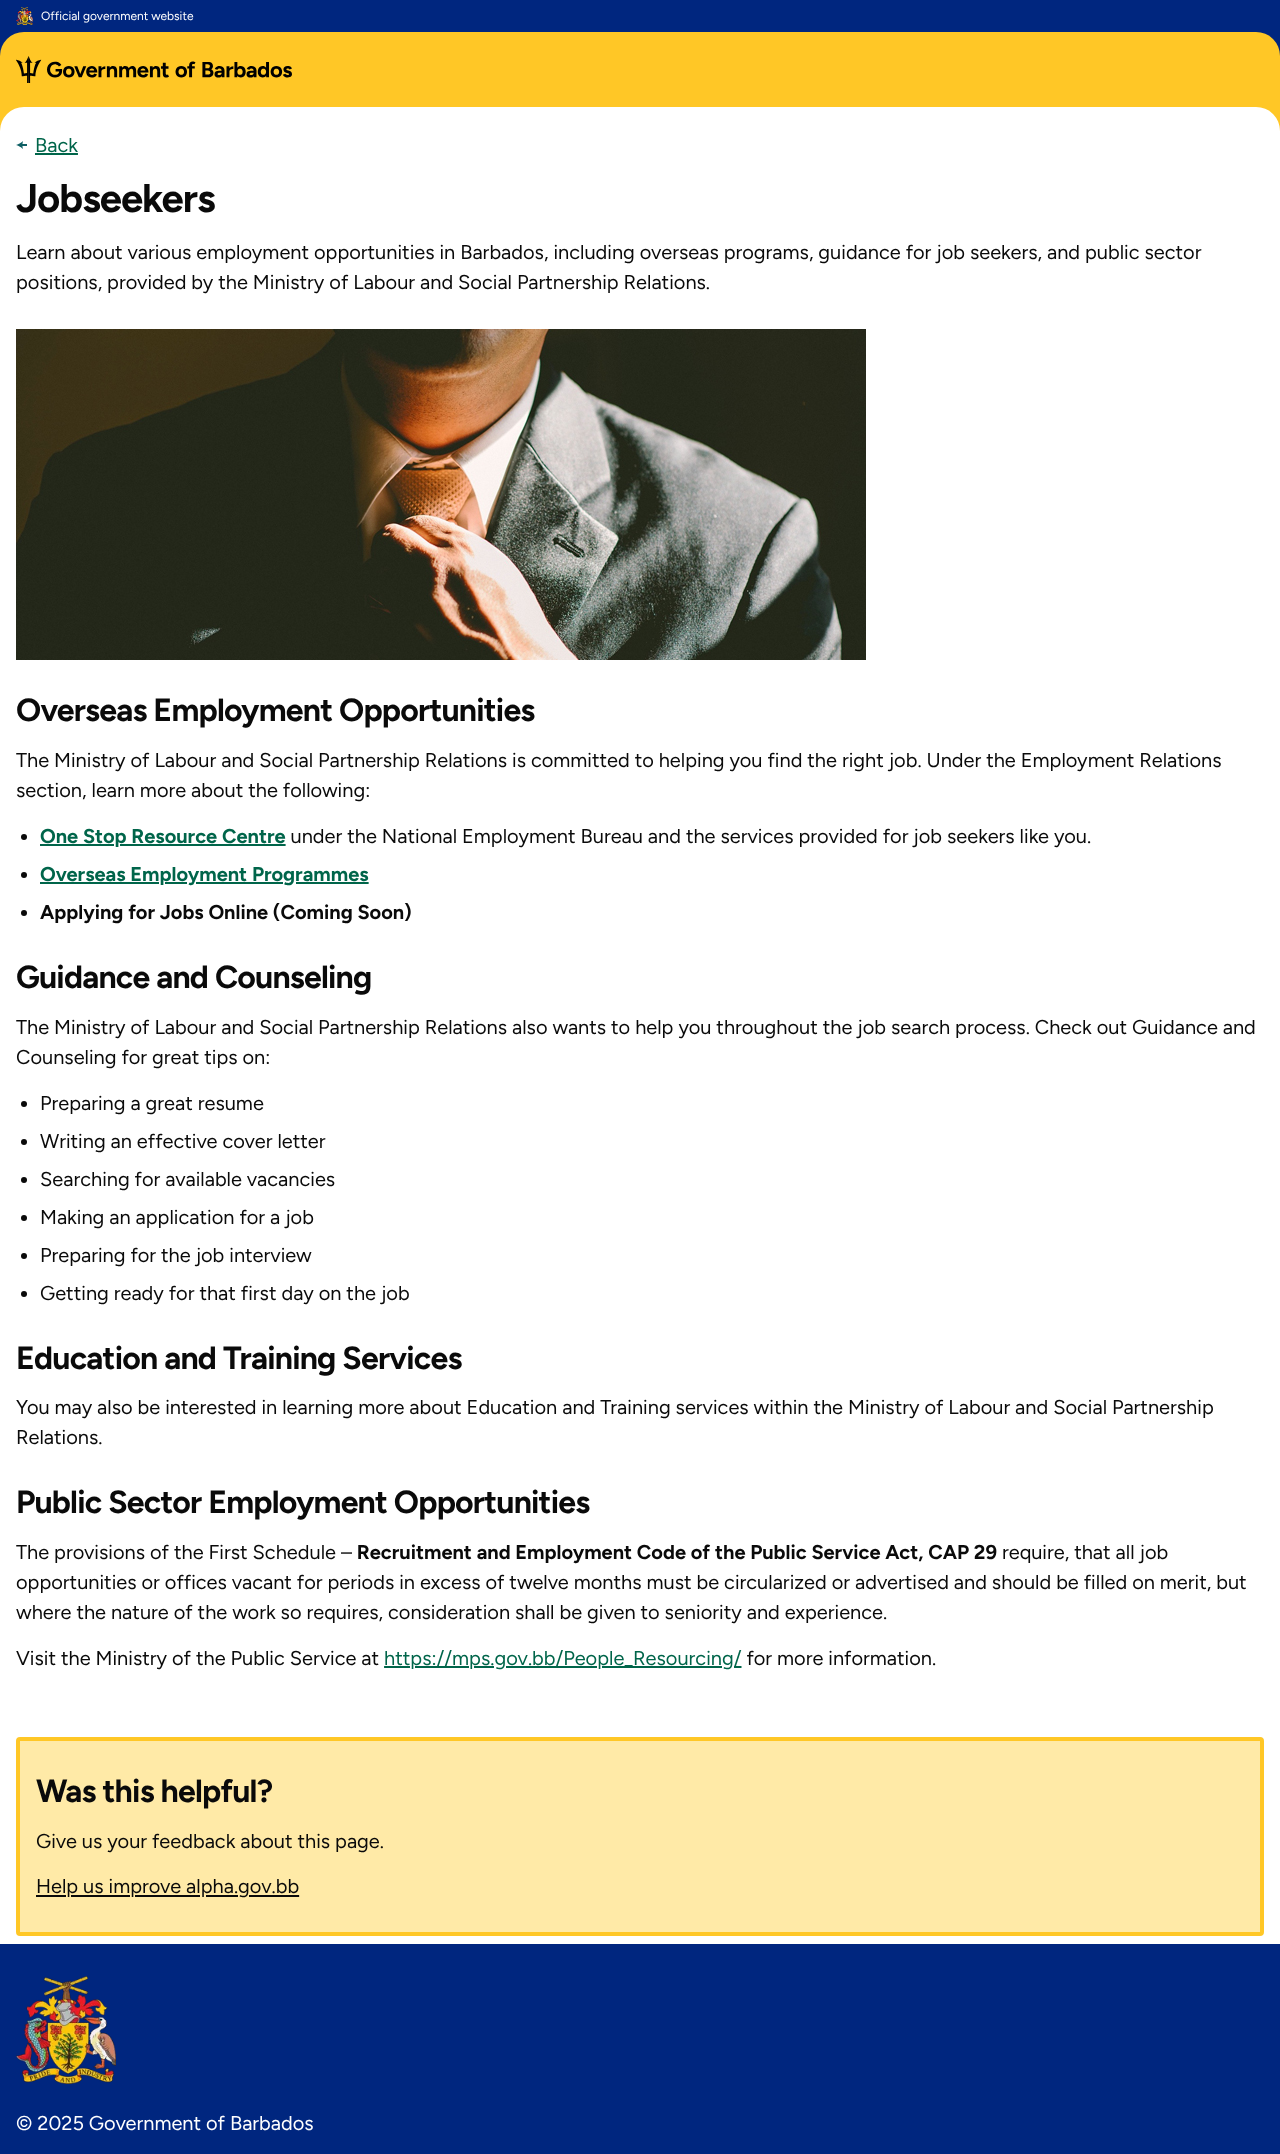 Official government website
Government of Barbados
Back
Jobseekers
Learn about various employment opportunities in Barbados, including overseas programs, guidance for job seekers, and public sector
positions, provided by the Ministry of Labour and Social Partnership Relations.
Overseas Employment Opportunities
The Ministry of Labour and Social Partnership Relations is committed to helping you find the right job. Under the Employment Relations
section, learn more about the following:
• One Stop Resource Centre under the National Employment Bureau and the services provided for job seekers like you.
• Overseas Employment Programmes
• Applying for Jobs Online (Coming Soon)
Guidance and Counseling
The Ministry of Labour and Social Partnership Relations also wants to help you throughout the job search process. Check out Guidance and
Counseling for great tips on:
• Preparing a great resume
• Writing an effective cover letter
• Searching for available vacancies
• Making an application for a job
• Preparing for the job interview
• Getting ready for that first day on the job
Education and Training Services
You may also be interested in learning more about Education and Training services within the Ministry of Labour and Social Partnership
Relations.
Public Sector Employment Opportunities
The provisions of the First Schedule – Recruitment and Employment Code of the Public Service Act, CAP 29 require, that all job
opportunities or offices vacant for periods in excess of twelve months must be circularized or advertised and should be filled on merit, but
where the nature of the work so requires, consideration shall be given to seniority and experience.
Visit the Ministry of the Public Service at https://mps.gov.bb/People_Resourcing/ for more information.
Was this helpful?
Give us your feedback about this page.
Help us improve alpha.gov.bb
PRIDE AND INDUSTRY
© 2025 Government of Barbados